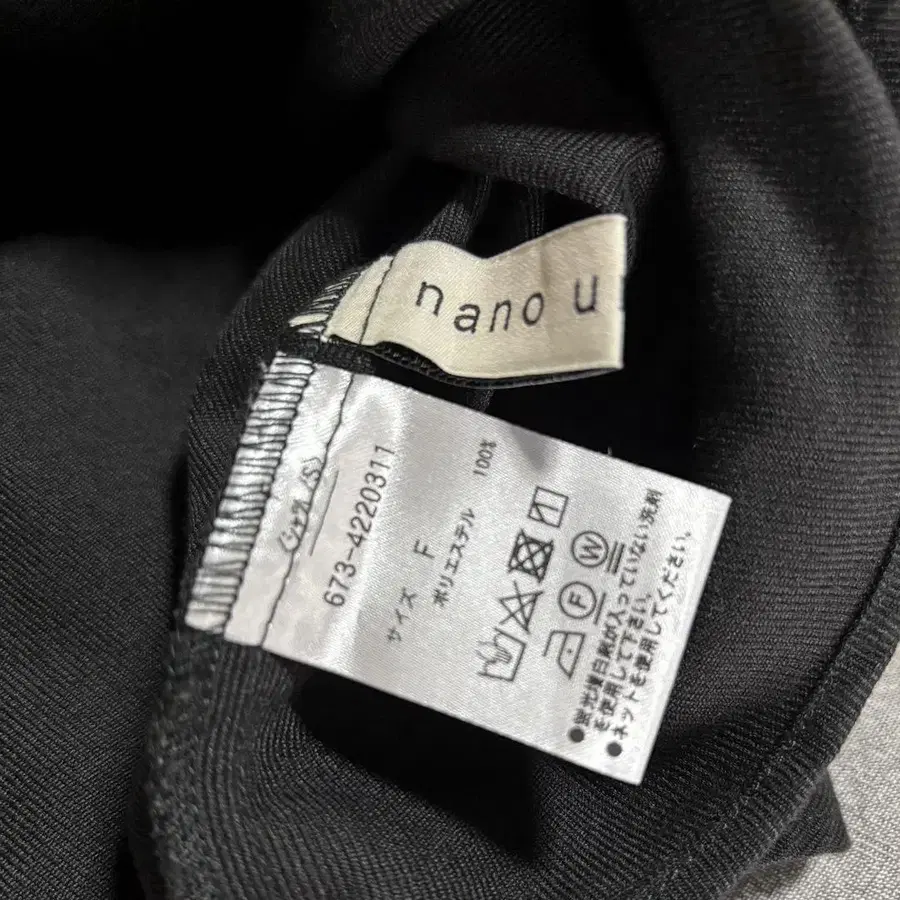 nano u
673-4220311
サイズ F
ポリエステル 100%
F W
●蛍光増白剤が入っていない洗剤
を使用して下さい。
●ネットを使用してください。